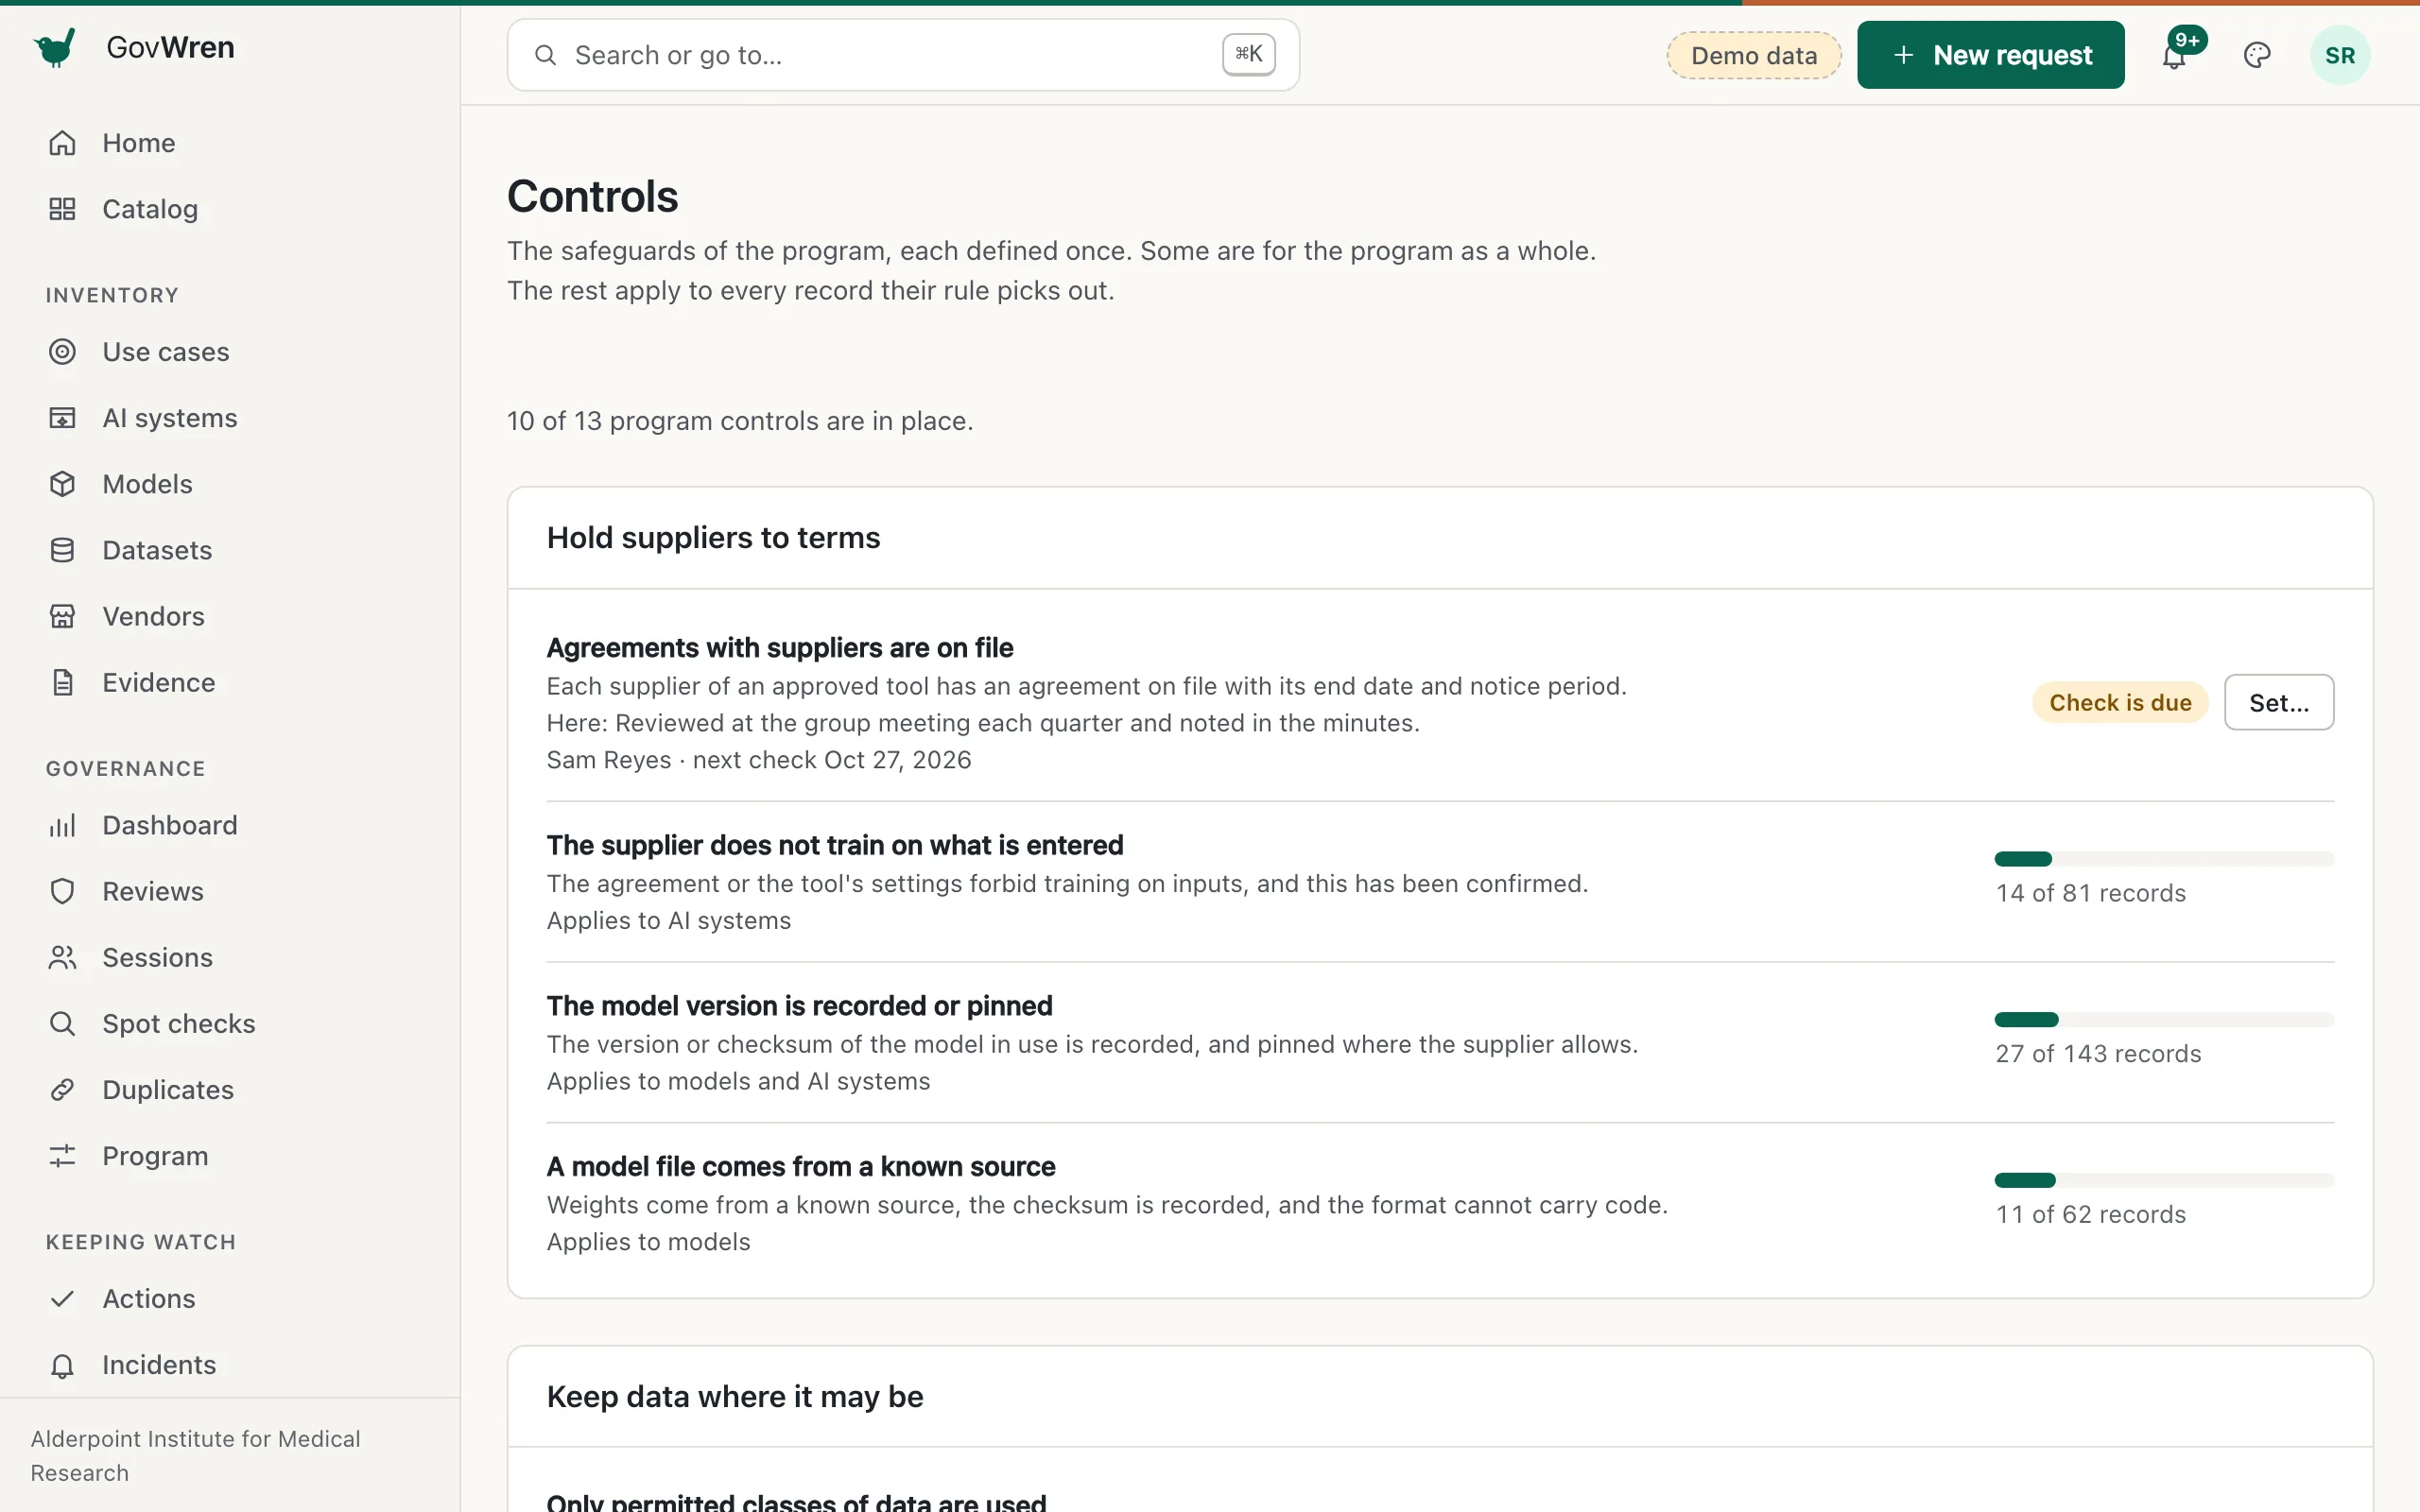 GovWren
Search or go to...
⌘K
Demo data
+ New request
9+
SR
Home
Catalog
INVENTORY
Use cases
AI systems
Models
Datasets
Vendors
Evidence
GOVERNANCE
Dashboard
Reviews
Sessions
Spot checks
Duplicates
Program
KEEPING WATCH
Actions
Incidents
Alderpoint Institute for Medical
Research
Controls
The safeguards of the program, each defined once. Some are for the program as a whole.
The rest apply to every record their rule picks out.
10 of 13 program controls are in place.
Hold suppliers to terms
Agreements with suppliers are on file
Each supplier of an approved tool has an agreement on file with its end date and notice period.
Here: Reviewed at the group meeting each quarter and noted in the minutes.
Sam Reyes · next check Oct 27, 2026
Check is due
Set...
The supplier does not train on what is entered
The agreement or the tool's settings forbid training on inputs, and this has been confirmed.
Applies to AI systems
14 of 81 records
The model version is recorded or pinned
The version or checksum of the model in use is recorded, and pinned where the supplier allows.
Applies to models and AI systems
27 of 143 records
A model file comes from a known source
Weights come from a known source, the checksum is recorded, and the format cannot carry code.
Applies to models
11 of 62 records
Keep data where it may be
Only permitted classes of data are used